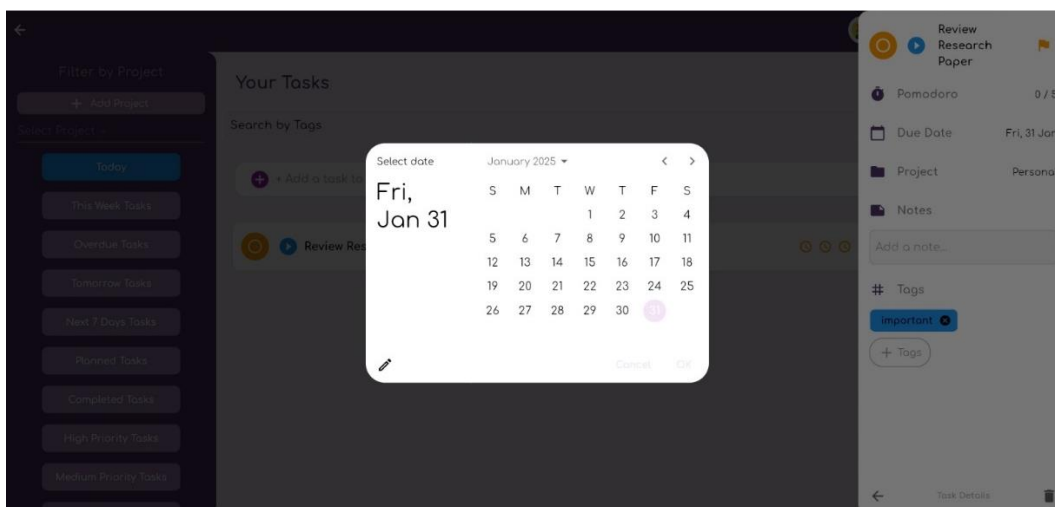 Filter by Project
+ Add Project
Select Project
Today
This Week Tasks
Overdue Tasks
Tomorrow Tasks
Next 7 Days Tasks
Planned Tasks
Completed Tasks
High Priority Tasks
Medium Priority Tasks
Your Tasks
Search by Tags
+ Add a task to
Review Res
Select date
Fri,
Jan 31
January 2025
S M T W T F S
1 2 3 4
5 6 7 8 9 10 11
12 13 14 15 16 17 18
19 20 21 22 23 24 25
26 27 28 29 30 31
Cancel OK
Review
Research
Paper
Pomodoro 0 / 5
Due Date Fri, 31 Jan
Project Persona
Notes
Add a note...
# Tags
important
+ Tags
Task Details